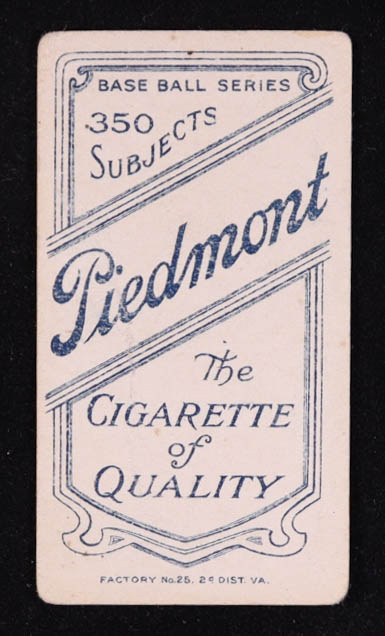 BASE BALL SERIES
350
SUBJECTS
Piedmont
The
CIGARETTE
of
QUALITY
FACTORY No. 25, 2d DIST. VA.